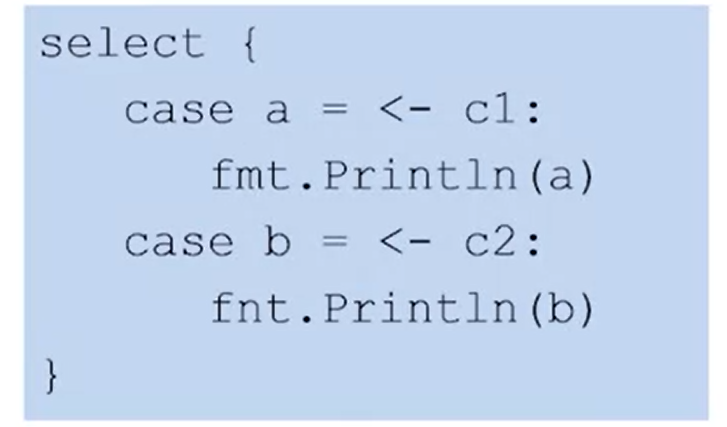 select {
   case a = <- c1:
      fmt.Println(a)
   case b = <- c2:
      fnt.Println(b)
}